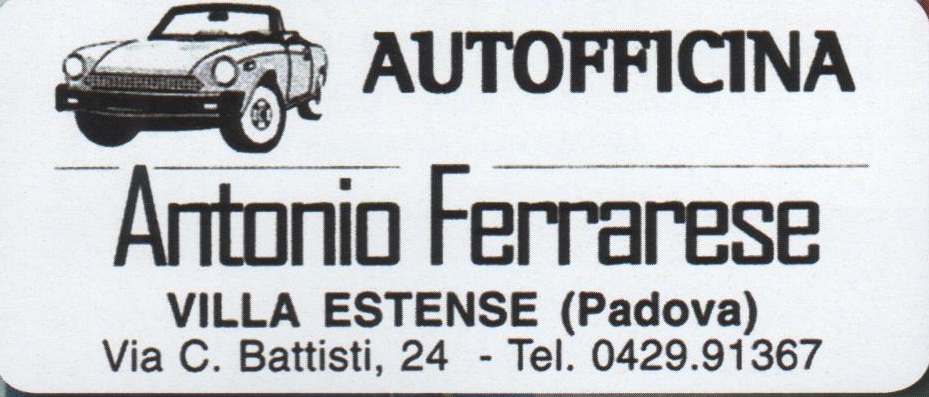 AUTOFFICINA
Antonio Ferrarese
VILLA ESTENSE (Padova)
Via C. Battisti, 24 - Tel. 0429.91367